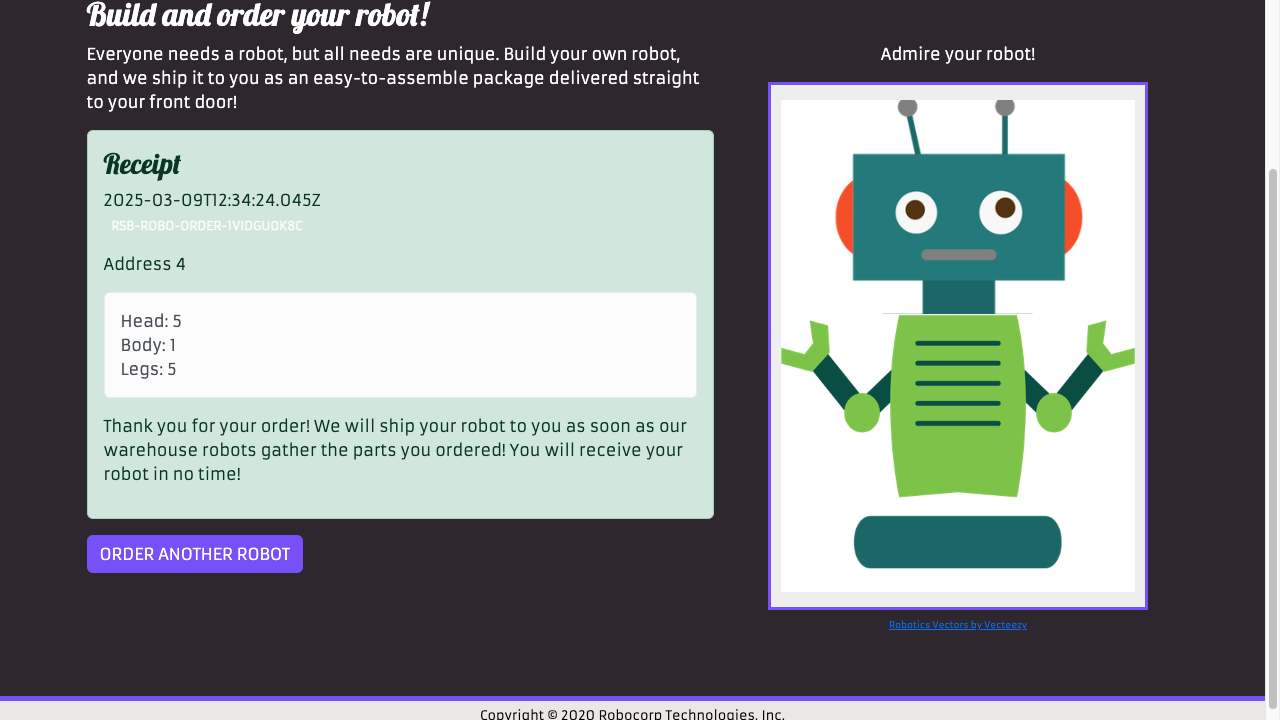 Build and order your robot!
Everyone needs a robot, but all needs are unique. Build your own robot,
and we ship it to you as an easy-to-assemble package delivered straight
to your front door!
Receipt
2025-03-09T12:34:24.045Z
RSB-ROBO-ORDER-1VIDGUOK8C
Address 4
Head: 5
Body: 1
Legs: 5
Thank you for your order! We will ship your robot to you as soon as our
warehouse robots gather the parts you ordered! You will receive your
robot in no time!
ORDER ANOTHER ROBOT
Admire your robot!
Robotics Vectors by Vecteezy
Copyright © 2020 Robocorp Technologies, Inc.